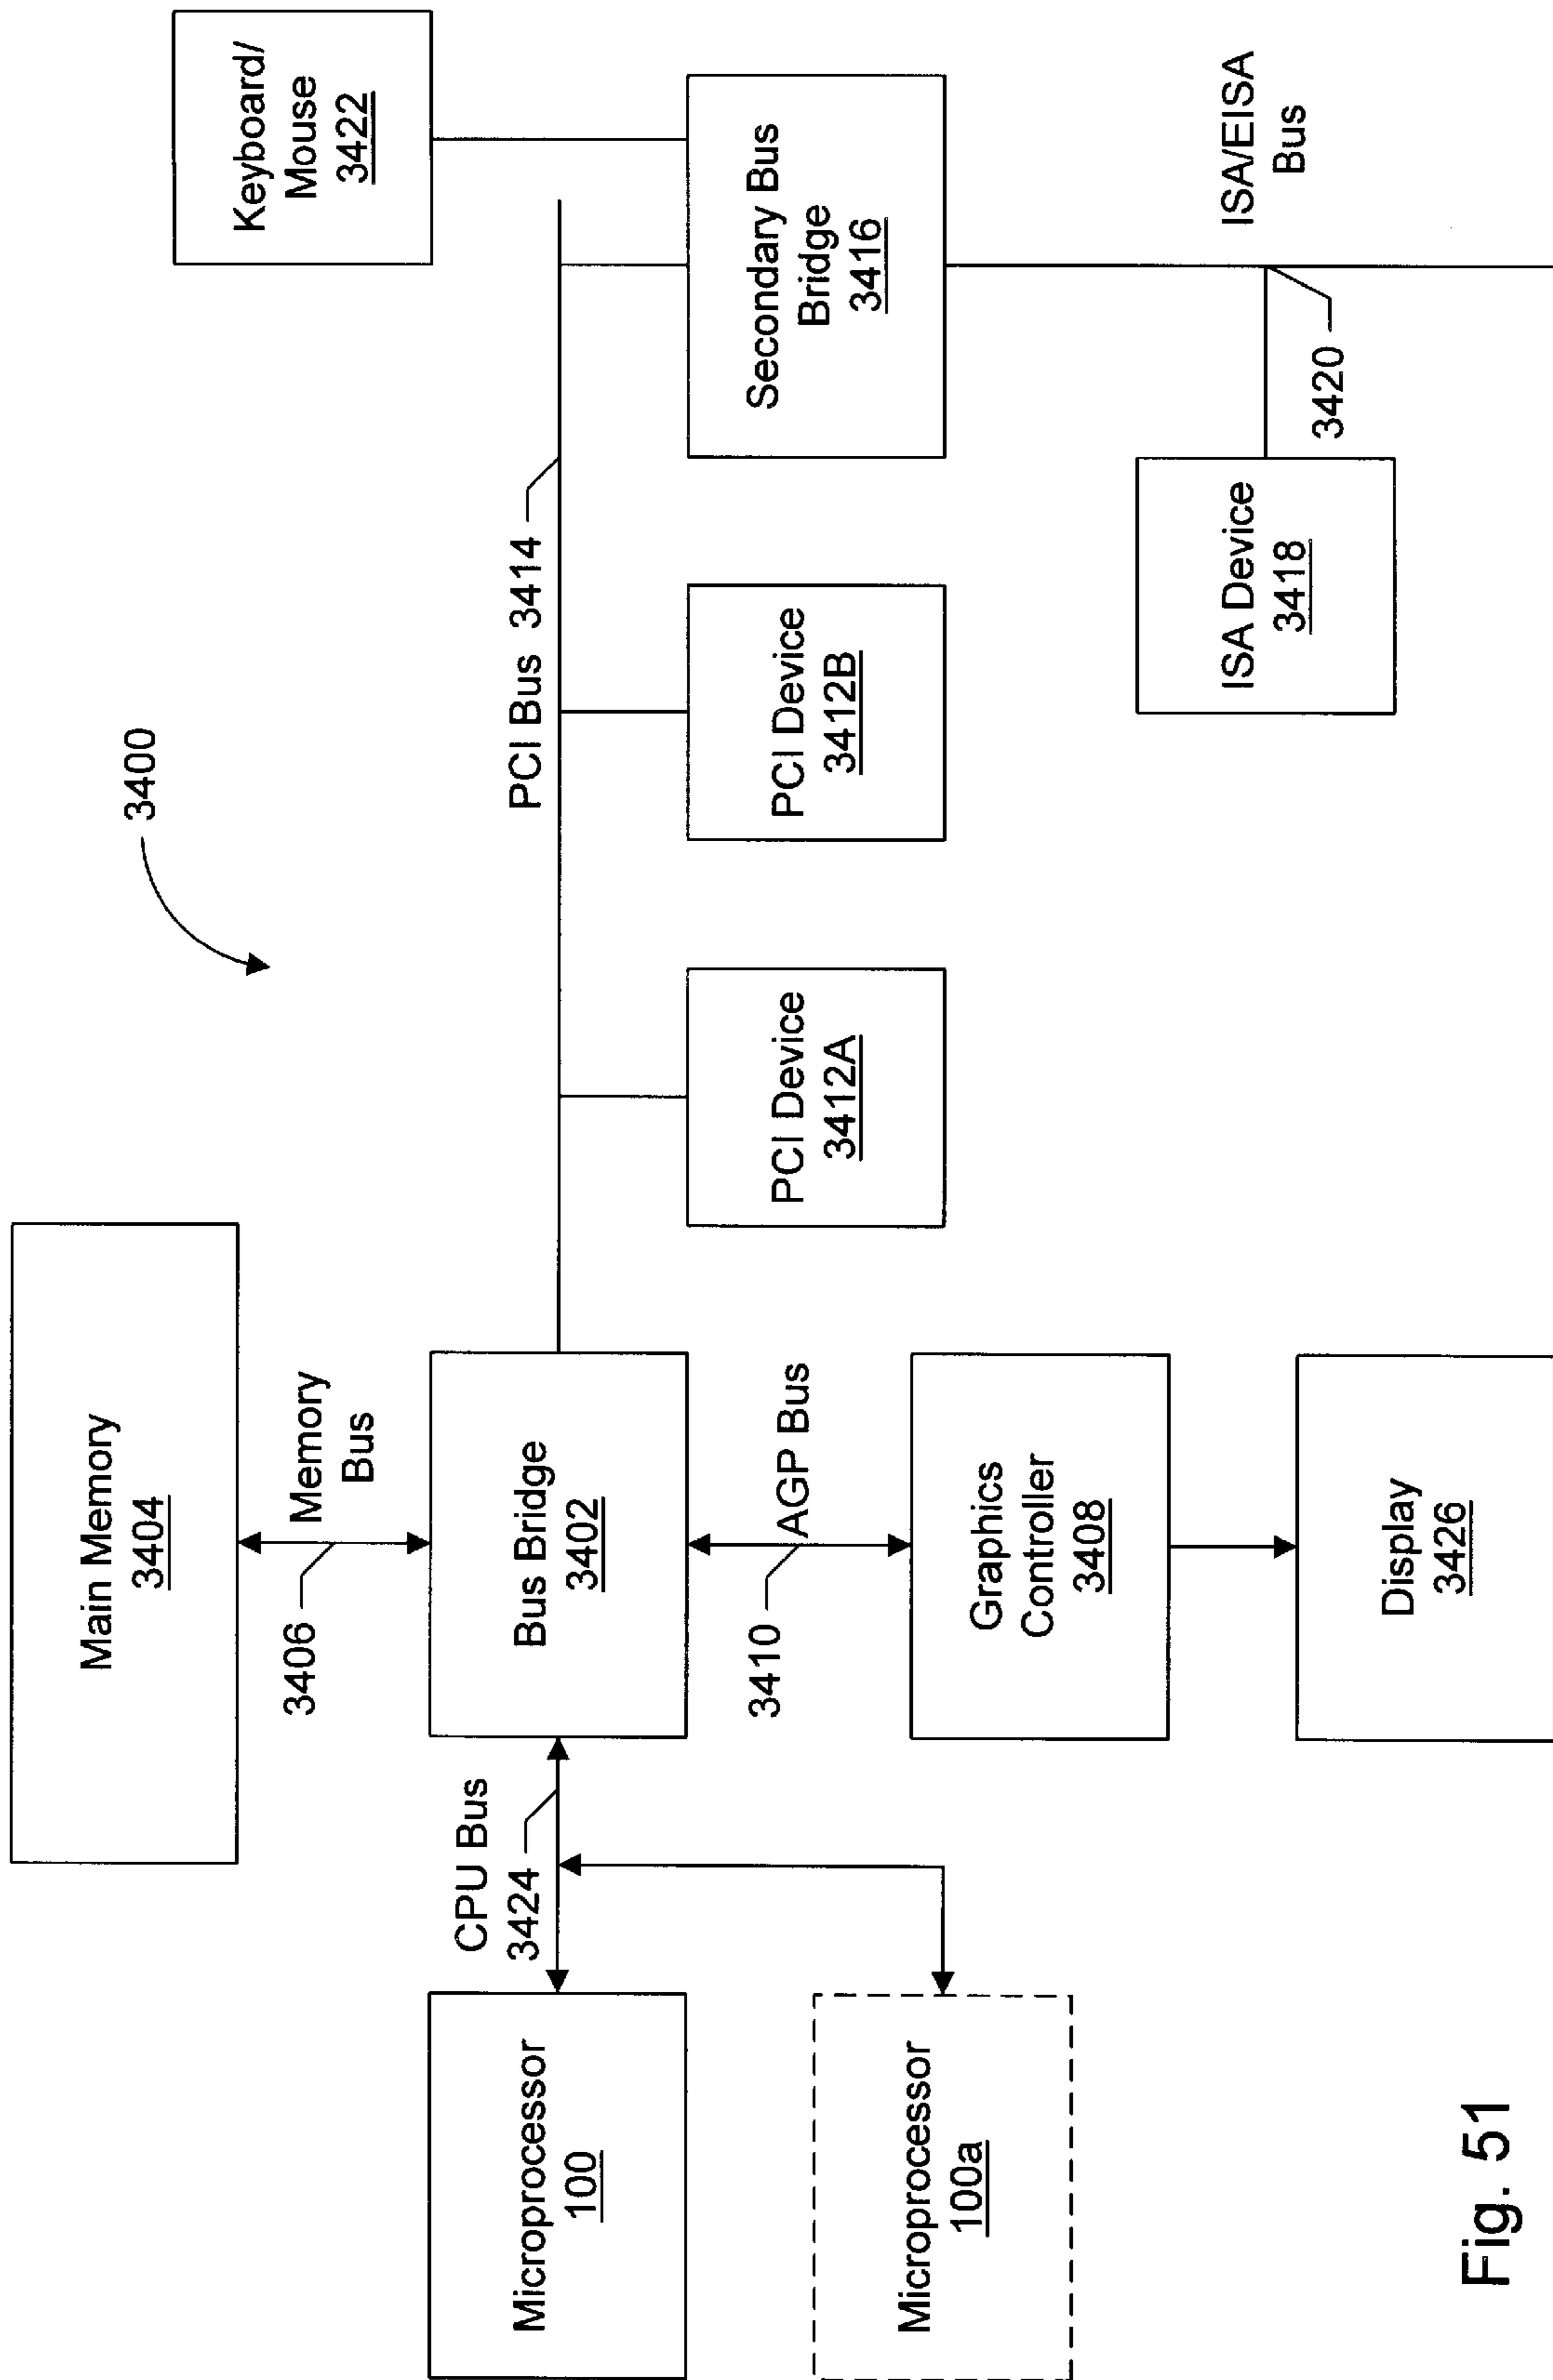 3400
Main Memory
3404
Keyboard/
Mouse
3422
3406
Memory
Bus
CPU Bus
3424
PCI Bus 3414
Microprocessor
100
Bus Bridge
3402
PCI Device
3412A
PCI Device
3412B
Secondary Bus
Bridge
3416
3410
AGP Bus
Microprocessor
100a
Graphics
Controller
3408
ISA Device
3418
3420
ISA/EISA
Bus
Display
3426
Fig. 51